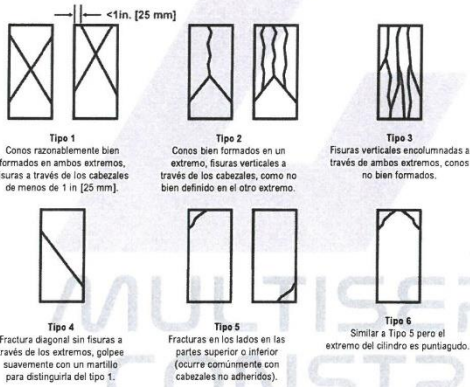 <1in. [25 mm]
Tipo 1
Conos razonablemente bien
formados en ambos extremos,
suras a través de los cabezales
de menos de 1 in [25 mm].
Tipo 2
Conos bien formados en un
extremo, fisuras verticales a
través de los cabezales, como no
bien definido en el otro extremo.
Tipo 3
Fisuras verticales encolumnadas a
través de ambos extremos, conos
no bien formados.
Tipo 4
Fractura diagonal sin fisuras a
través de los extremos, golpee
suavemente con un martillo
para distinguirla del tipo 1.
Tipo 5
Fracturas en los lados en las
partes superior o inferior
(ocurre comúnmente con
cabezales no adheridos).
Tipo 6
Similar a Tipo 5 pero el
extremo del cilindro es puntiagudo.
MULTISE